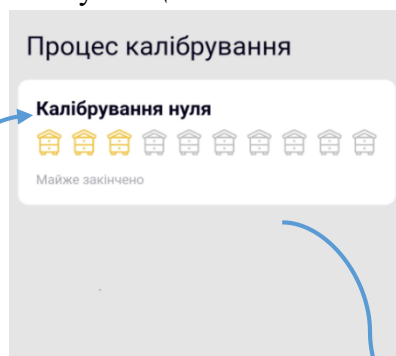 Процес калібрування
Калібрування нуля
Майже закінчено